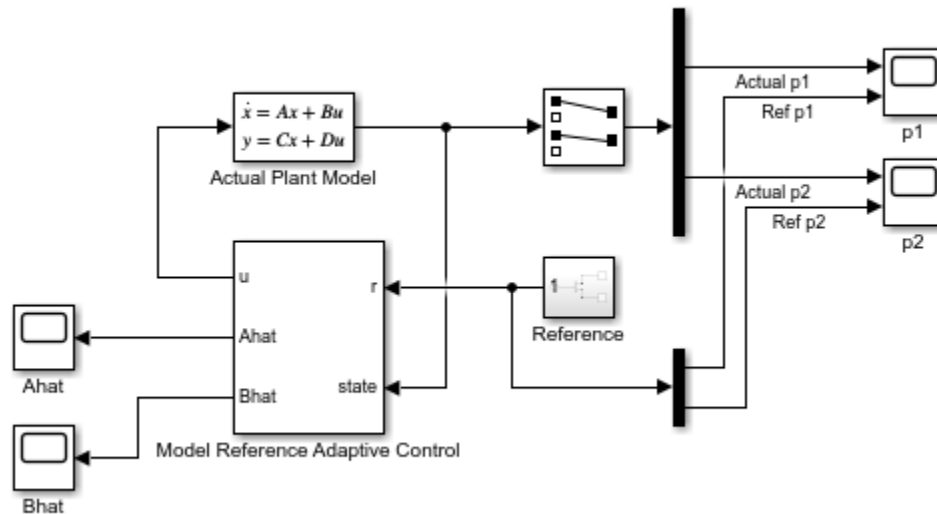 ẋ = Ax + Bu
y = Cx + Du
Actual Plant Model
Actual p1
Ref p1
p1
Actual p2
Ref p2
p2
u
r
1
Reference
Ahat
Ahat
Bhat
state
Model Reference Adaptive Control
Bhat